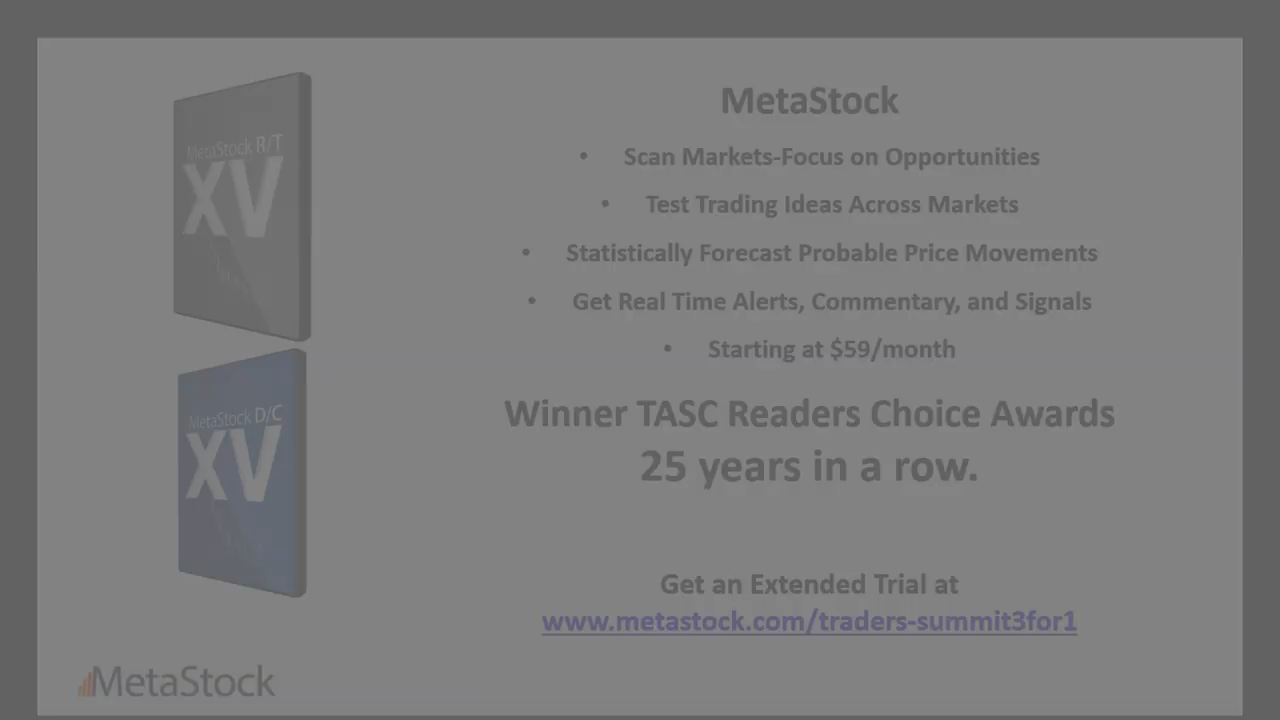 MetaStock
• Scan Markets-Focus on Opportunities
• Test Trading Ideas Across Markets
• Statistically Forecast Probable Price Movements
• Get Real Time Alerts, Commentary, and Signals
• Starting at $59/month
Winner TASC Readers Choice Awards
25 years in a row.
Get an Extended Trial at
www.metastock.com/traders-summit3for1
MetaStock R/T
XV
MetaStock D/C
XV
MetaStock